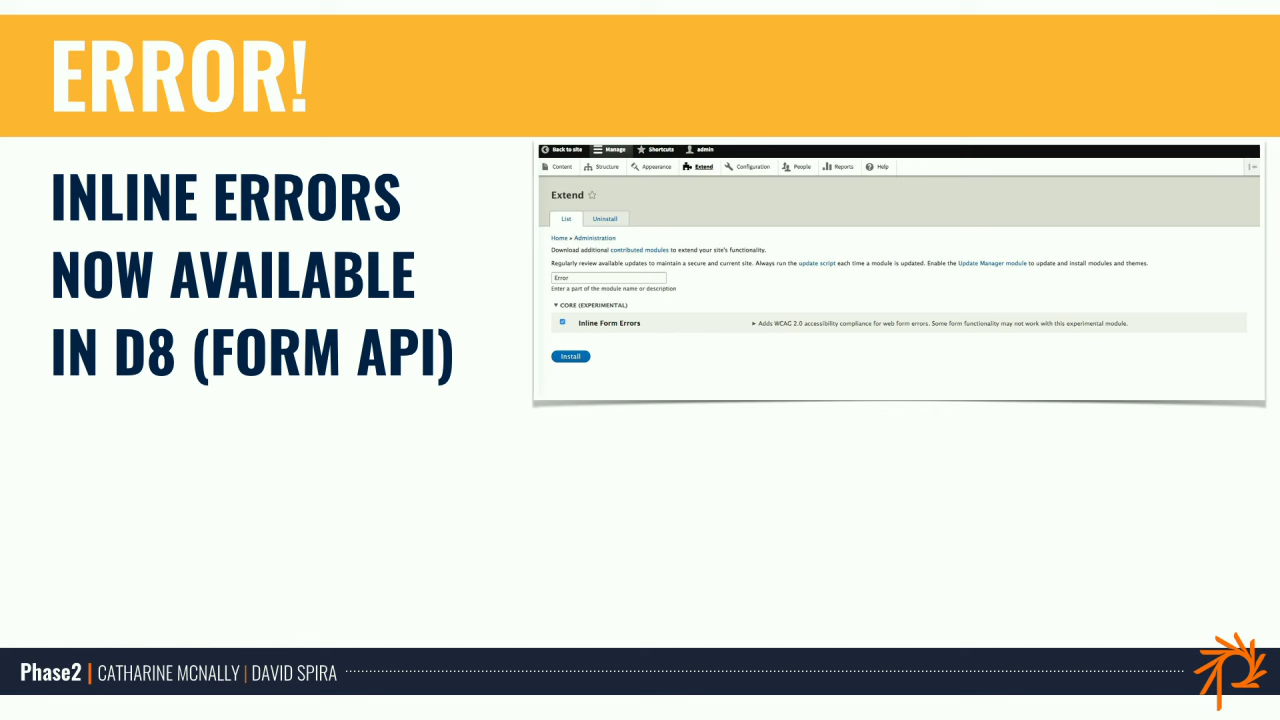 ERROR!
INLINE ERRORS
NOW AVAILABLE
IN D8 (FORM API)
Back to site Manage Shortcuts admin
Content Structure Appearance Extend Configuration People Reports Help
Extend
List Uninstall
Home » Administration
Download additional contributed modules to extend your site's functionality.
Regularly review available updates to maintain a secure and current site. Always run the update script each time a module is updated. Enable the Update Manager module to update and install modules and themes.
Error
Enter a part of the module name or description
▼ CORE (EXPERIMENTAL)
Inline Form Errors ► Adds WCAG 2.0 accessibility compliance for web form errors. Some form functionality may not work with this experimental module.
Install
Phase2 | CATHARINE MCNALLY | DAVID SPIRA